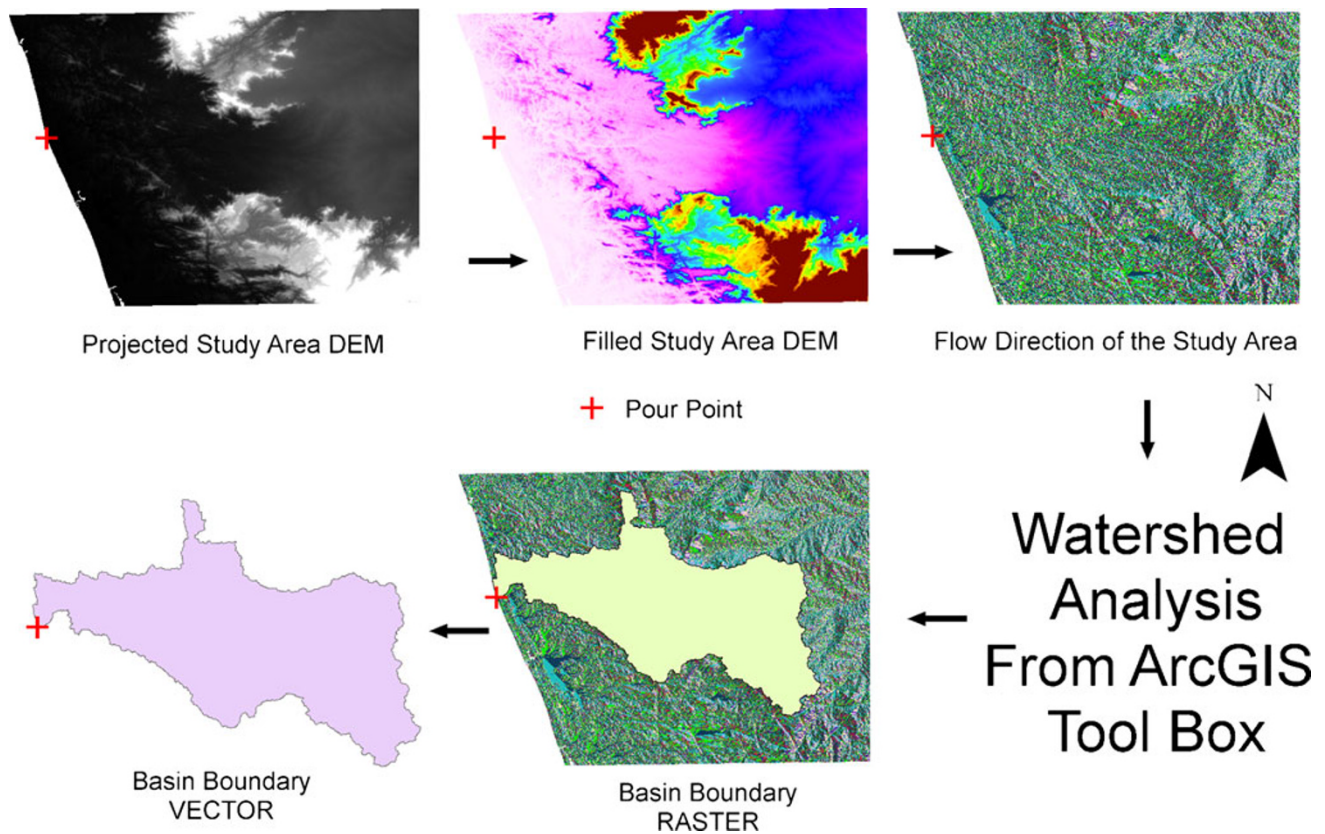 Projected Study Area DEM
Filled Study Area DEM
Flow Direction of the Study Area
Pour Point
N
Watershed
Analysis
From ArcGIS
Tool Box
Basin Boundary
VECTOR
Basin Boundary
RASTER